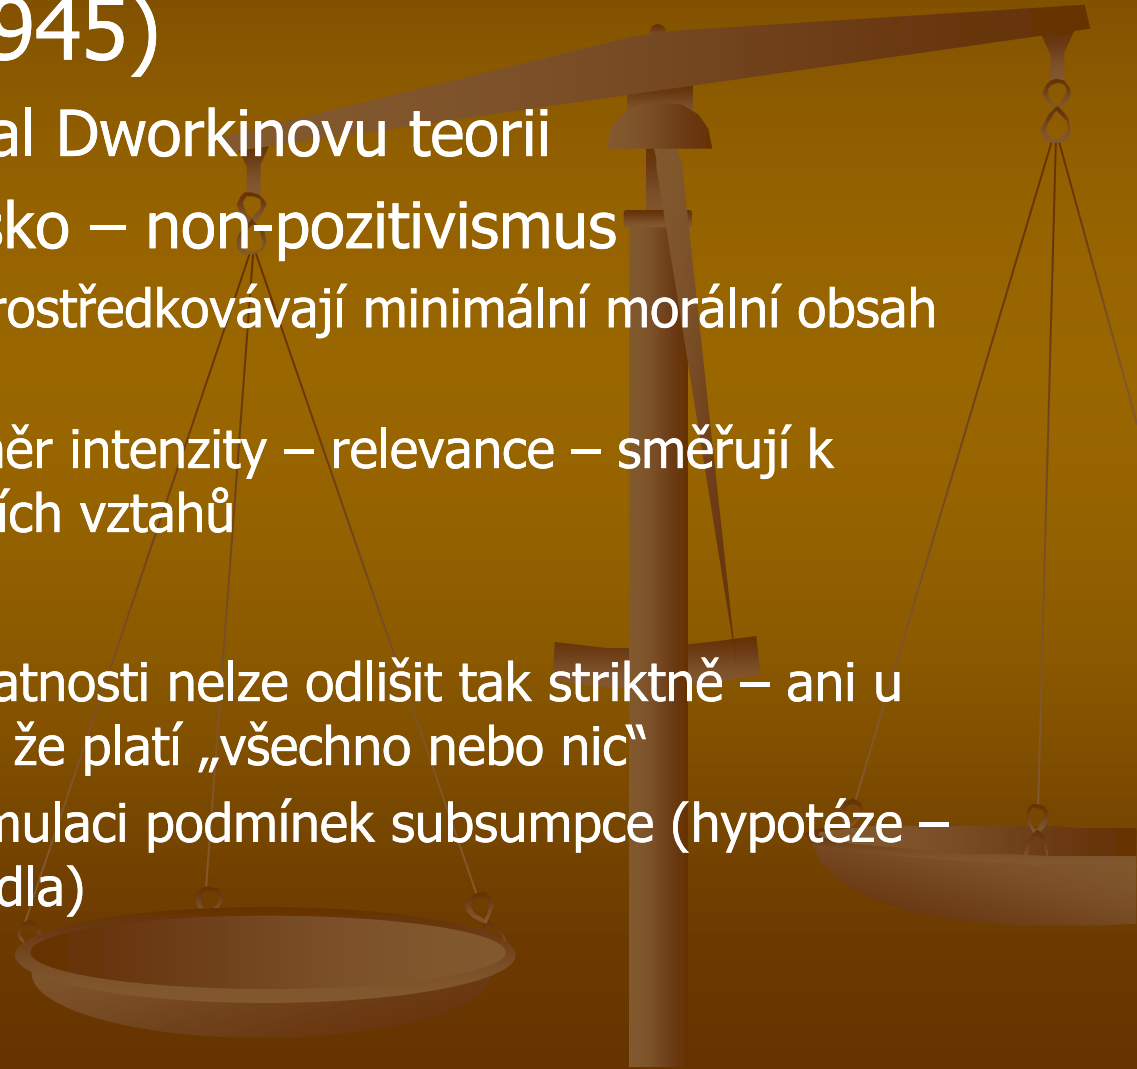 945)
al Dworkinovu teorii
sko – non-pozitivismus
rostředkovávají minimální morální obsah
ěr intenzity – relevance – směřují k
ích vztahů
atnosti nelze odlišit tak striktně – ani u
že platí „všechno nebo nic“
mulaci podmínek subsumpce (hypotéze –
dla)